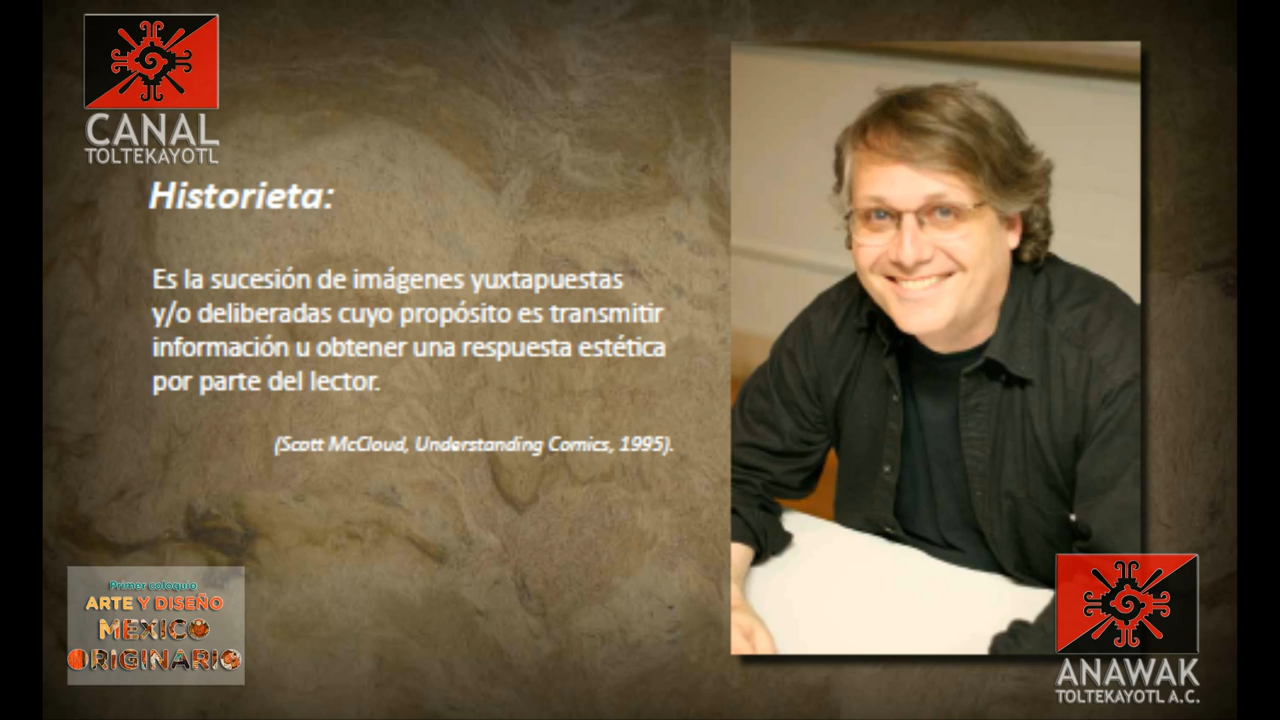 CANAL
TOLTEKAYOTL
Historieta:
Es la sucesión de imágenes yuxtapuestas
y/o deliberadas cuyo propósito es transmitir
información u obtener una respuesta estética
por parte del lector.
(Scott McCloud, Understanding Comics, 1995).
Primer coloquio
ARTE Y DISEÑO
MEXICO
ORIGINARIO
ANAWAK
TOLTEKAYOTL A.C.